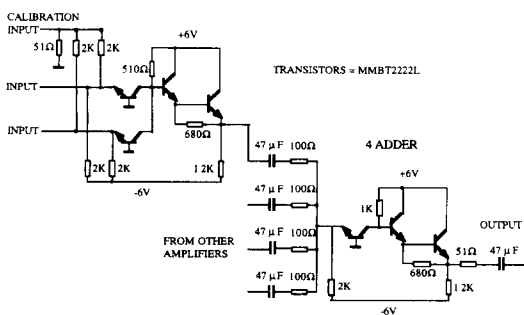 CALIBRATION
INPUT
51Ω
2K
2K
+6V
510Ω
TRANSISTORS = MMBT2222L
INPUT
INPUT
680Ω
2K
2K
1 2K
-6V
47 μF
100Ω
4 ADDER
47 μF
100Ω
+6V
1K
OUTPUT
FROM OTHER
AMPLIFIERS
47 μF
100Ω
51Ω
47 μF
680Ω
47 μF
100Ω
2K
1 2K
-6V